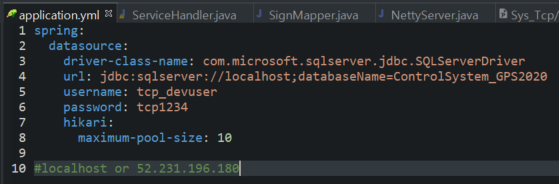 application.yml ServiceHandler.java SignMapper.java NettyServer.java Sys_Tcp/
1 spring:
2 datasource:
3 driver-class-name: com.microsoft.sqlserver.jdbc.SQLServerDriver
4 url: jdbc:sqlserver://localhost;databaseName=ControlSystem_GPS2020
5 username: tcp_devuser
6 password: tcp1234
7 hikari:
8 maximum-pool-size: 10
9
10 #localhost or 52.231.196.180